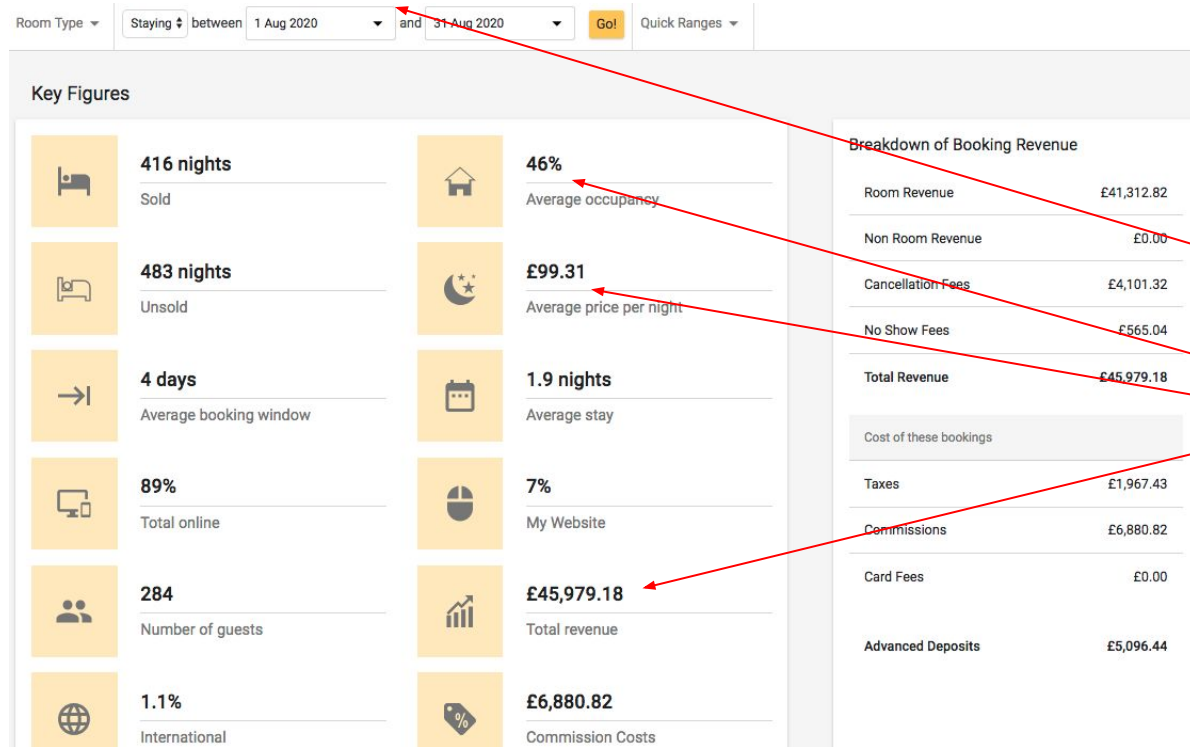 Room Type Staying between 1 Aug 2020 and 31 Aug 2020 Go! Quick Ranges
Key Figures
416 nights
Sold
46%
Average occupancy
483 nights
Unsold
£99.31
Average price per night
4 days
Average booking window
1.9 nights
Average stay
89%
Total online
7%
My Website
284
Number of guests
£45,979.18
Total revenue
1.1%
International
£6,880.82
Commission Costs
Breakdown of Booking Revenue
Room Revenue £41,312.82
Non Room Revenue £0.00
Cancellation Fees £4,101.32
No Show Fees £565.04
Total Revenue £45,979.18
Cost of these bookings
Taxes £1,967.43
Commissions £6,880.82
Card Fees £0.00
Advanced Deposits £5,096.44